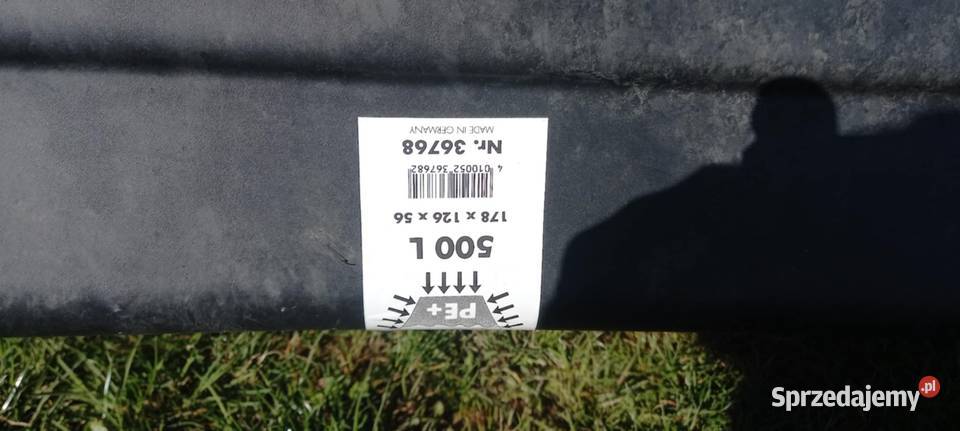 PE+
500 L
178 x 126 x 56
4 010052 367682
Nr. 36768
MADE IN GERMANY
Sprzedajemy.pl